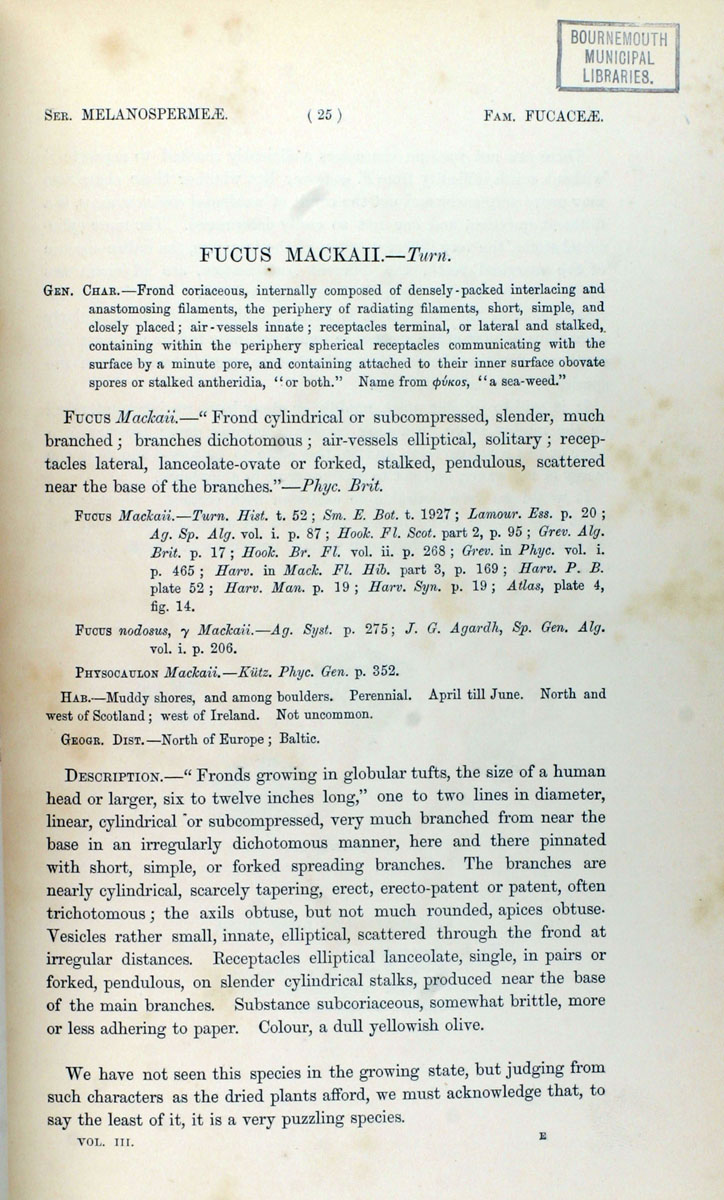 BOURNEMOUTH
MUNICIPAL
LIBRARIES.
Ser. MELANOSPERMEÆ. ( 25 ) Fam. FUCACEÆ.
FUCUS MACKAII.—Turn.
Gen. Char.—Frond coriaceous, internally composed of densely-packed interlacing and
anastomosing filaments, the periphery of radiating filaments, short, simple, and
closely placed; air-vessels innate; receptacles terminal, or lateral and stalked,
containing within the periphery spherical receptacles communicating with the
surface by a minute pore, and containing attached to their inner surface obovate
spores or stalked antheridia, “or both.” Name from φύκος, “a sea-weed.”
Fucus Mackaii.—“ Frond cylindrical or subcompressed, slender, much
branched; branches dichotomous; air-vessels elliptical, solitary; recep-
tacles lateral, lanceolate-ovate or forked, stalked, pendulous, scattered
near the base of the branches.”—Phyc. Brit.
Fucus Mackaii.—Turn. Hist. t. 52; Sm. E. Bot. t. 1927; Lamour. Ess. p. 20;
Ag. Sp. Alg. vol. i. p. 87; Hook. Fl. Scot. part 2, p. 95; Grev. Alg.
Brit. p. 17; Hook. Br. Fl. vol. ii. p. 268; Grev. in Phyc. vol. i.
p. 465; Harv. in Mack. Fl. Hib. part 3, p. 169; Harv. P. B.
plate 52; Harv. Man. p. 19; Harv. Syn. p. 19; Atlas, plate 4,
fig. 14.
Fucus nodosus, γ Mackaii.—Ag. Syst. p. 275; J. G. Agardh, Sp. Gen. Alg.
vol. i. p. 206.
Physocaulon Mackaii.—Kütz. Phyc. Gen. p. 352.
Hab.—Muddy shores, and among boulders. Perennial. April till June. North and
west of Scotland; west of Ireland. Not uncommon.
Geogr. Dist.—North of Europe; Baltic.
Description.—“ Fronds growing in globular tufts, the size of a human
head or larger, six to twelve inches long,” one to two lines in diameter,
linear, cylindrical or subcompressed, very much branched from near the
base in an irregularly dichotomous manner, here and there pinnated
with short, simple, or forked spreading branches. The branches are
nearly cylindrical, scarcely tapering, erect, erecto-patent or patent, often
trichotomous; the axils obtuse, but not much rounded, apices obtuse.
Vesicles rather small, innate, elliptical, scattered through the frond at
irregular distances. Receptacles elliptical lanceolate, single, in pairs or
forked, pendulous, on slender cylindrical stalks, produced near the base
of the main branches. Substance subcoriaceous, somewhat brittle, more
or less adhering to paper. Colour, a dull yellowish olive.
We have not seen this species in the growing state, but judging from
such characters as the dried plants afford, we must acknowledge that, to
say the least of it, it is a very puzzling species.
VOL. III. E